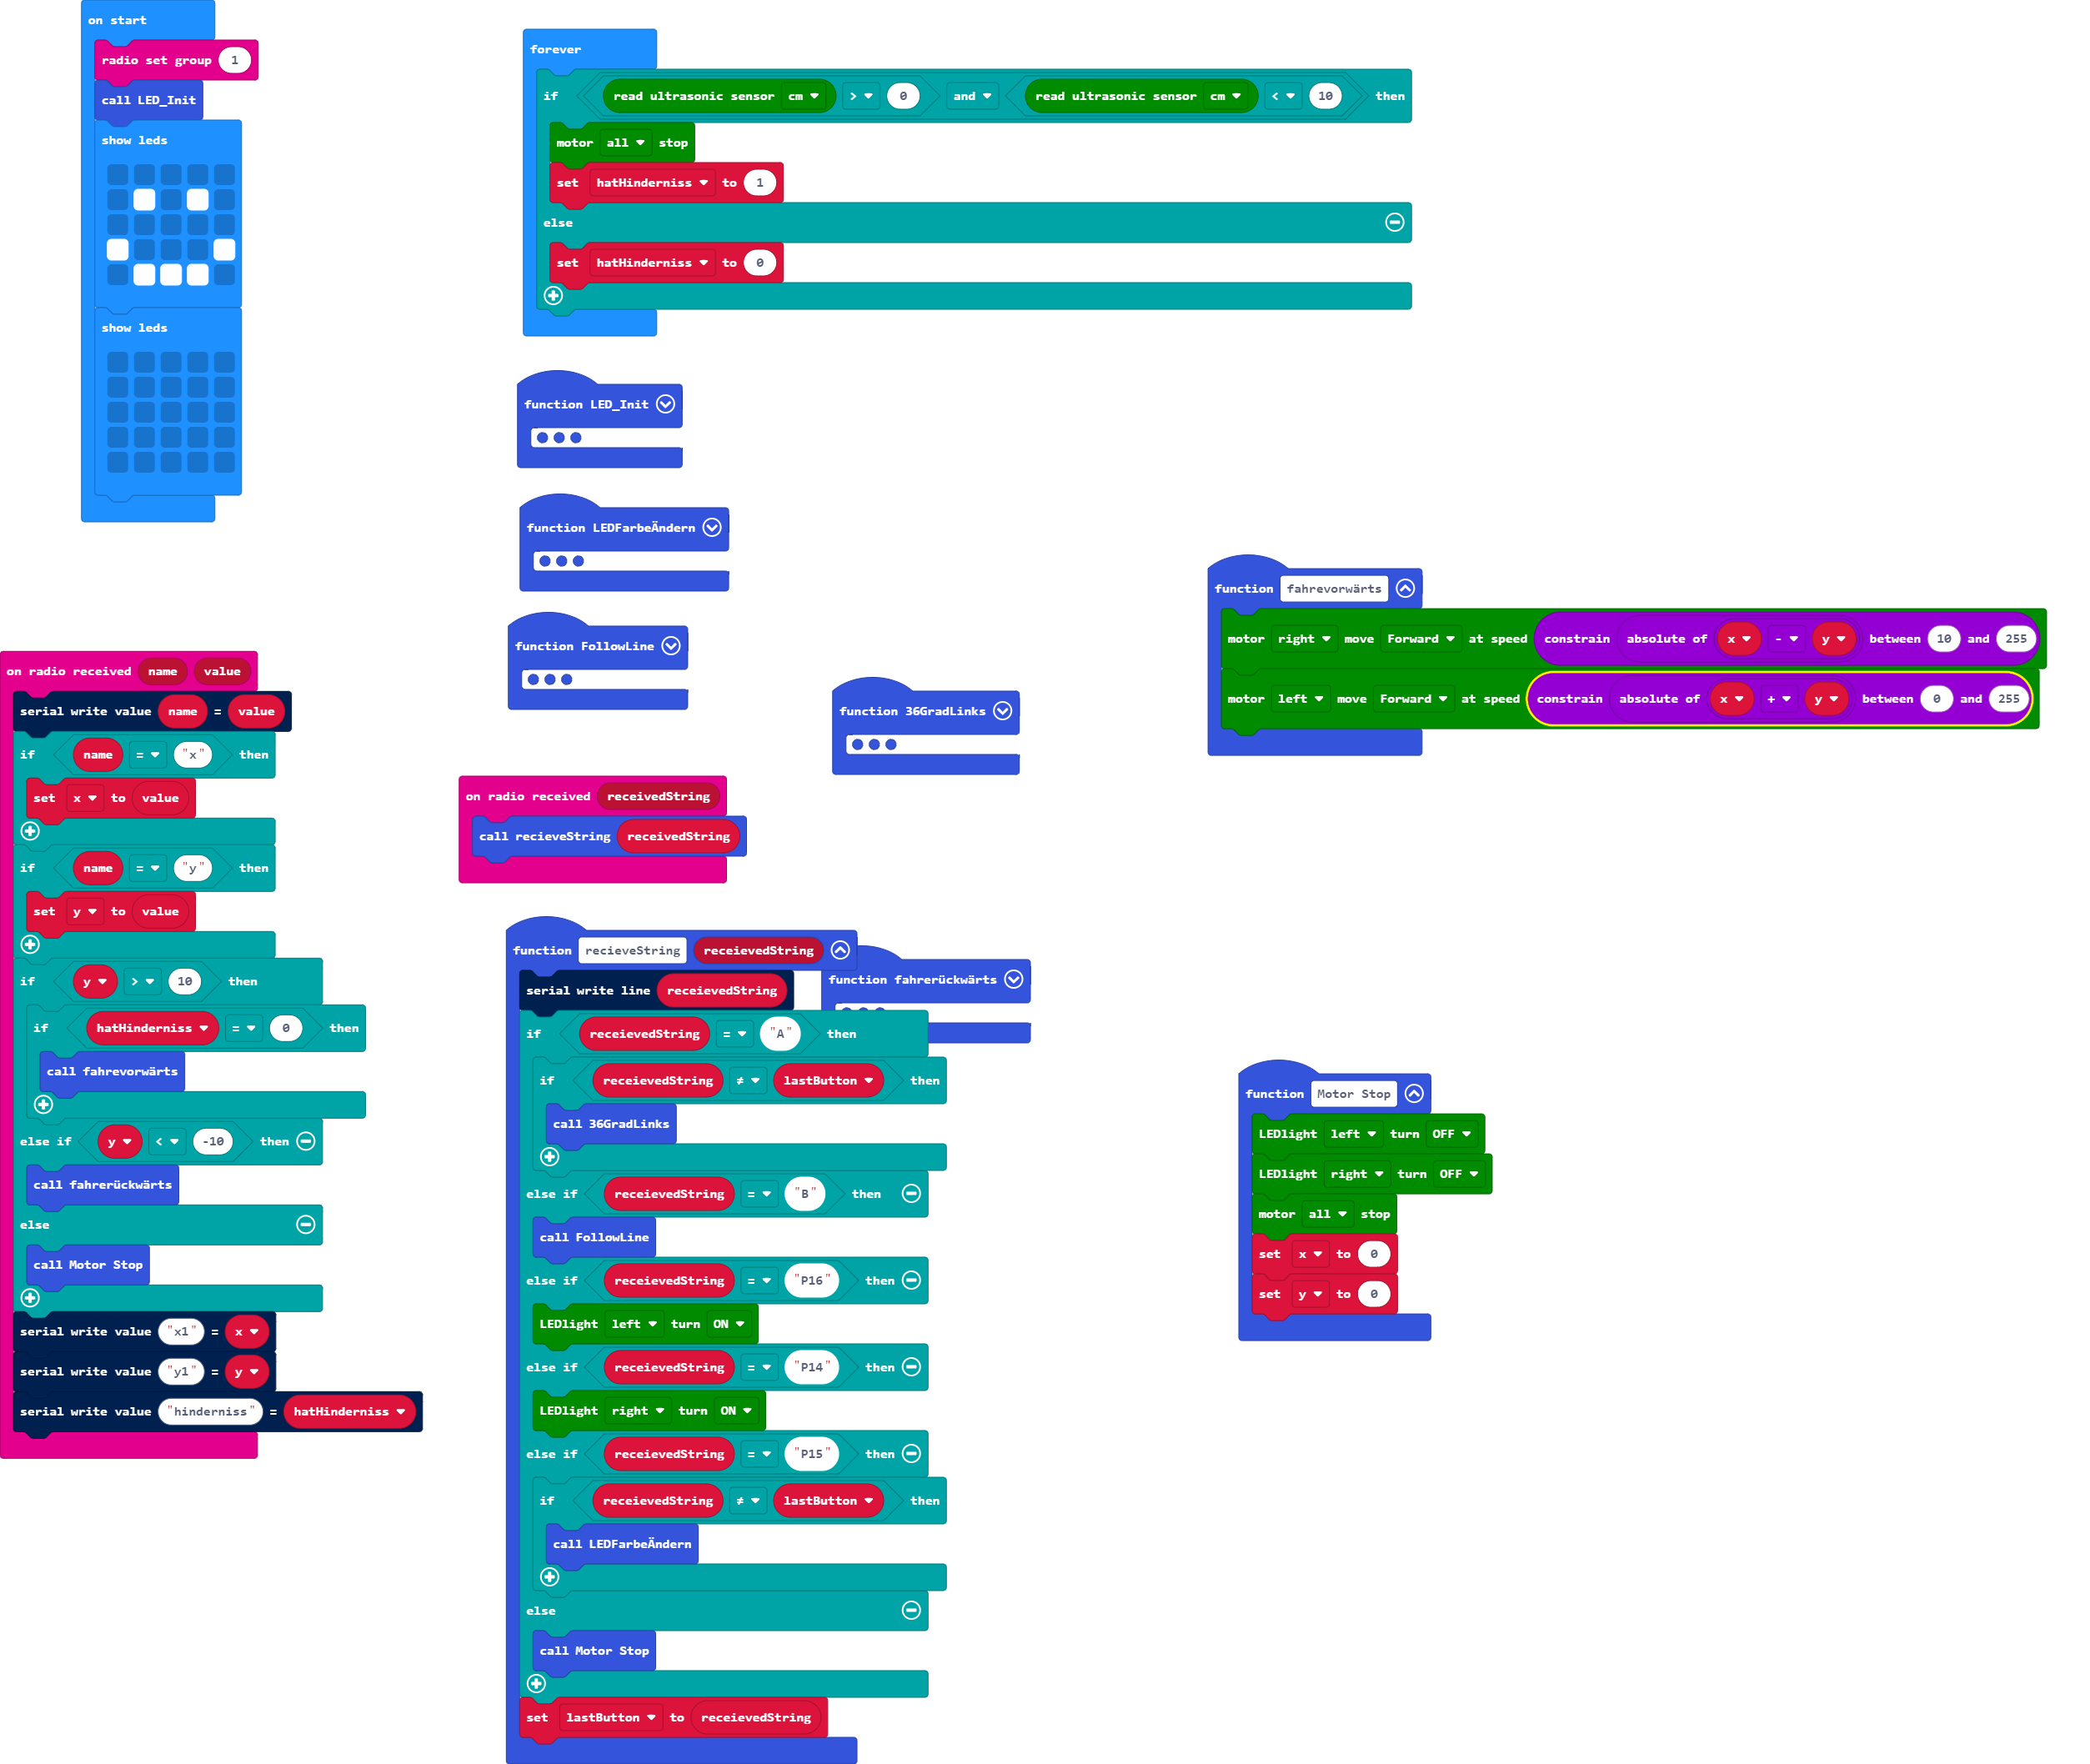 on start
radio set group 1
call LED_Init
show leds
show leds
forever
if read ultrasonic sensor cm > 0 and read ultrasonic sensor cm < 10 then
motor all stop
set hatHinderniss to 1
else
set hatHinderniss to 0
function LED_Init
function LEDFarbeÄndern
function FollowLine
function 36GradLinks
function fahrevorwärts
motor right move Forward at speed constrain absolute of x - y between 10 and 255
motor left move Forward at speed constrain absolute of x + y between 0 and 255
on radio received name value
serial write value name = value
if name = "x" then
set x to value
if name = "y" then
set y to value
if y > 10 then
if hatHinderniss = 0 then
call fahrevorwärts
else if y < -10 then
call fahrerückwärts
else
call Motor Stop
serial write value "x1" = x
serial write value "y1" = y
serial write value "hinderniss" = hatHinderniss
on radio received receivedString
call recieveString receivedString
function recieveString receievedString
serial write line receievedString
if receievedString = "A" then
if receievedString ≠ lastButton then
call 36GradLinks
else if receievedString = "B" then
call FollowLine
else if receievedString = "P16" then
LEDlight left turn ON
else if receievedString = "P14" then
LEDlight right turn ON
else if receievedString = "P15" then
if receievedString ≠ lastButton then
call LEDFarbeÄndern
else
call Motor Stop
set lastButton to receievedString
function fahrerückwärts
function Motor Stop
LEDlight left turn OFF
LEDlight right turn OFF
motor all stop
set x to 0
set y to 0